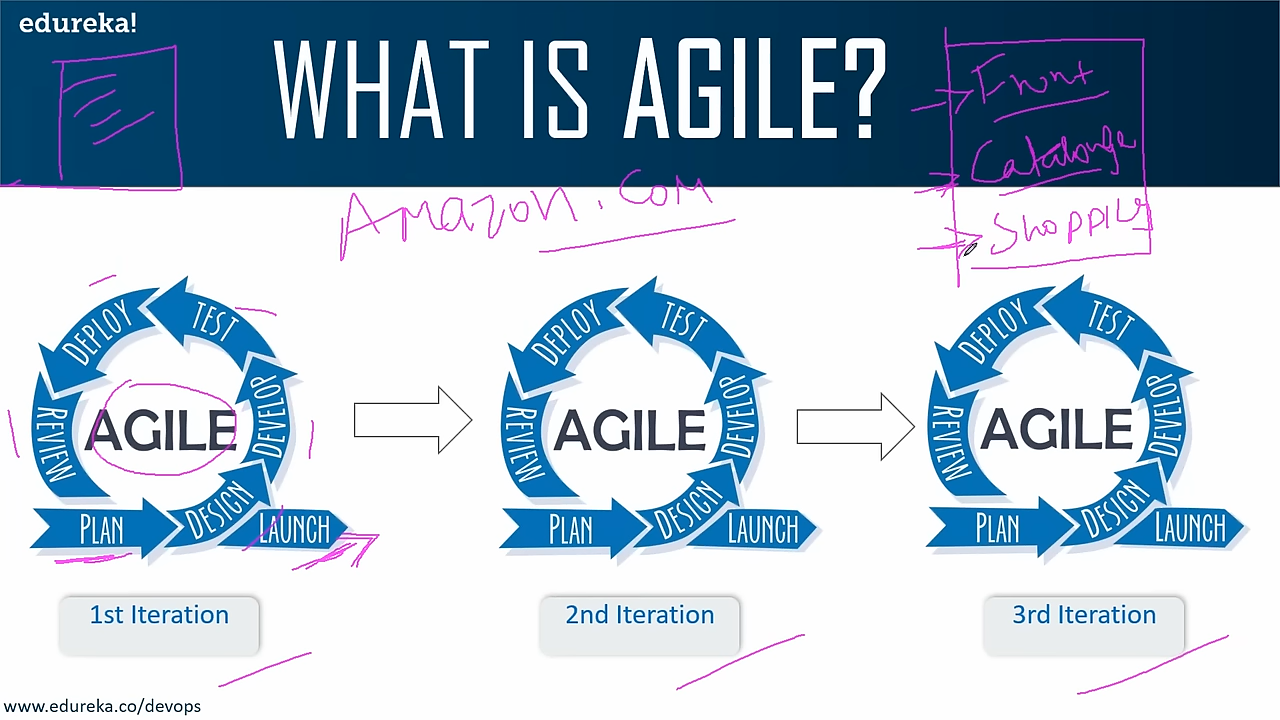 edureka!
WHAT IS AGILE?
Front
Catalouge
Shopping
Amazon.Com
DEPLOY
TEST
REVIEW
AGILE
DEVELOP
PLAN
DESIGN
LAUNCH
1st Iteration
DEPLOY
TEST
REVIEW
AGILE
DEVELOP
PLAN
DESIGN
LAUNCH
2nd Iteration
DEPLOY
TEST
REVIEW
AGILE
DEVELOP
PLAN
DESIGN
LAUNCH
3rd Iteration
www.edureka.co/devops